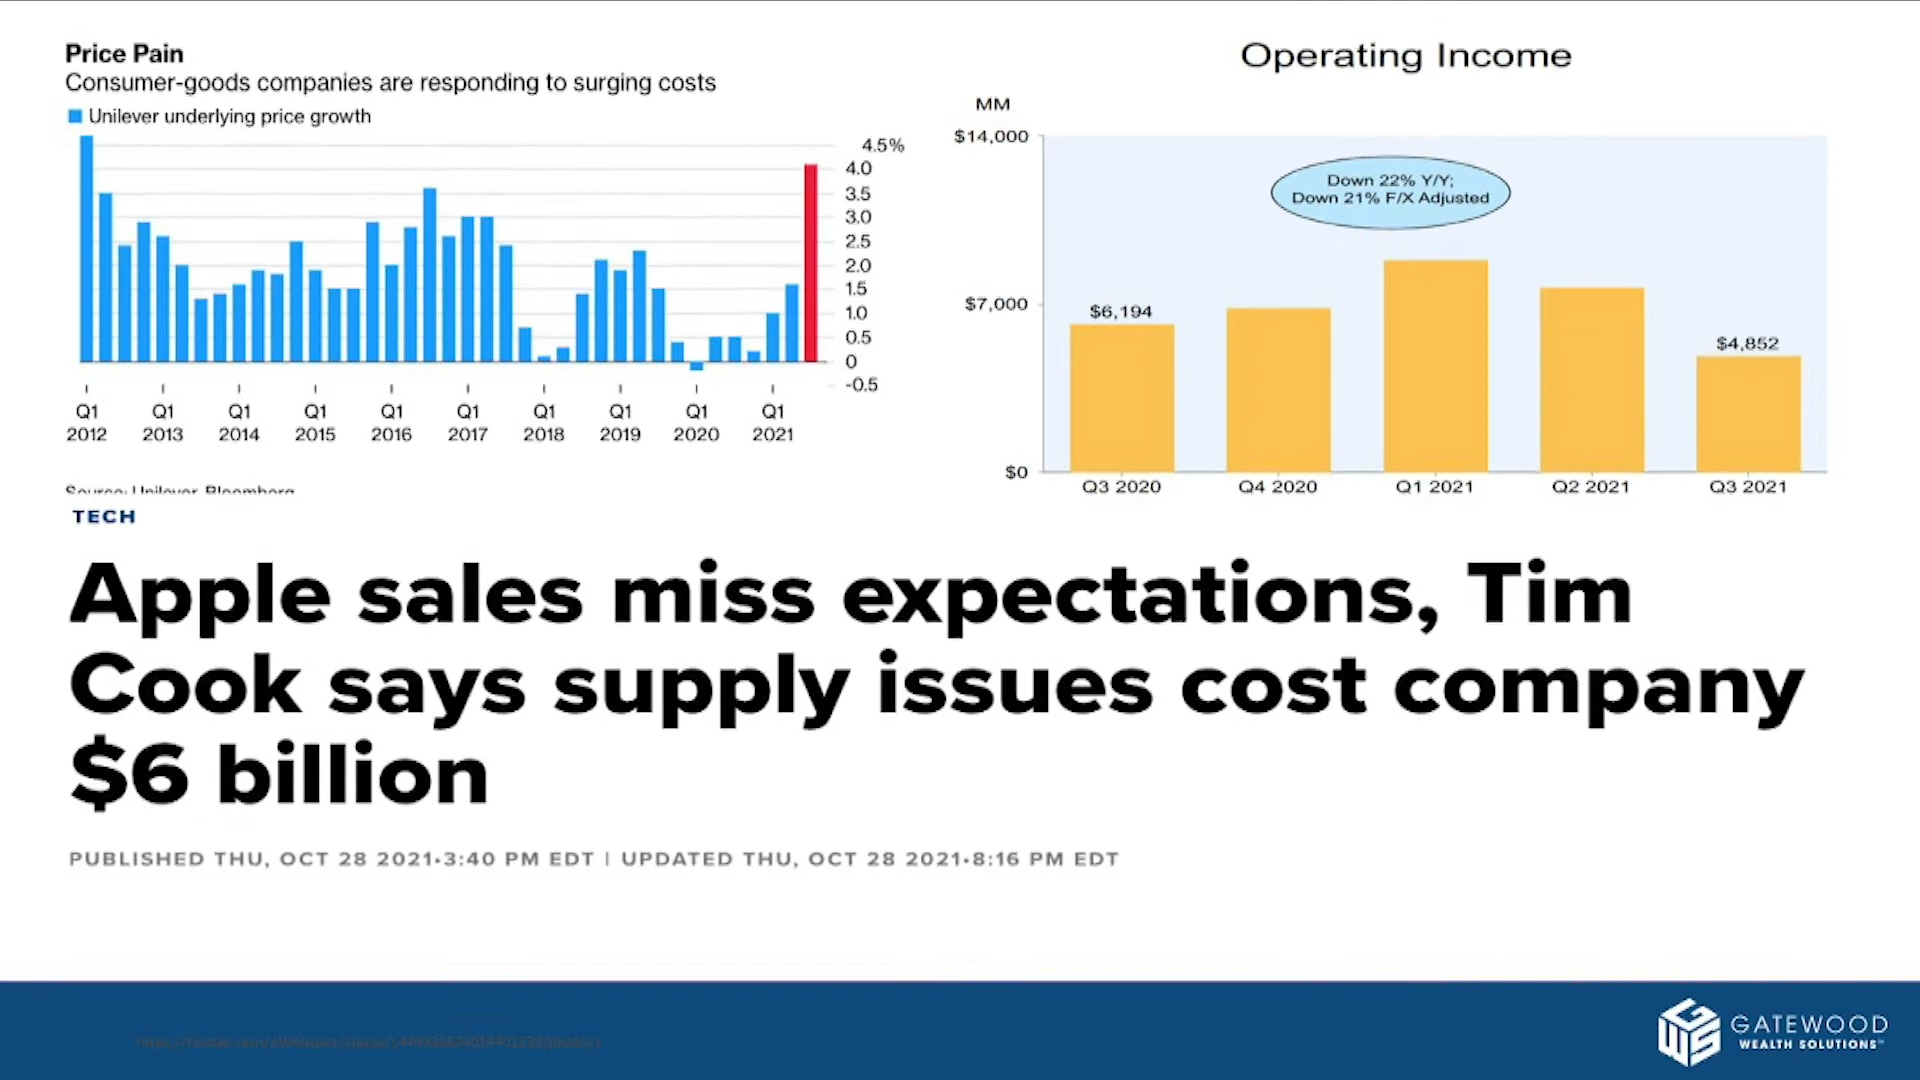 Price Pain
Consumer-goods companies are responding to surging costs
Unilever underlying price growth
4.5%
4.0
3.5
3.0
2.5
2.0
1.5
1.0
0.5
0
-0.5
Q1 Q1 Q1 Q1 Q1 Q1 Q1 Q1 Q1 Q1
2012 2013 2014 2015 2016 2017 2018 2019 2020 2021
Source: Unilever, Bloomberg
Operating Income
MM
$14,000
Down 22% Y/Y;
Down 21% F/X Adjusted
$7,000
$6,194
$4,852
$0
Q3 2020 Q4 2020 Q1 2021 Q2 2021 Q3 2021
TECH
Apple sales miss expectations, Tim
Cook says supply issues cost company
$6 billion
PUBLISHED THU, OCT 28 2021•3:40 PM EDT | UPDATED THU, OCT 28 2021•8:16 PM EDT
GWS
GATEWOOD
WEALTH SOLUTIONS